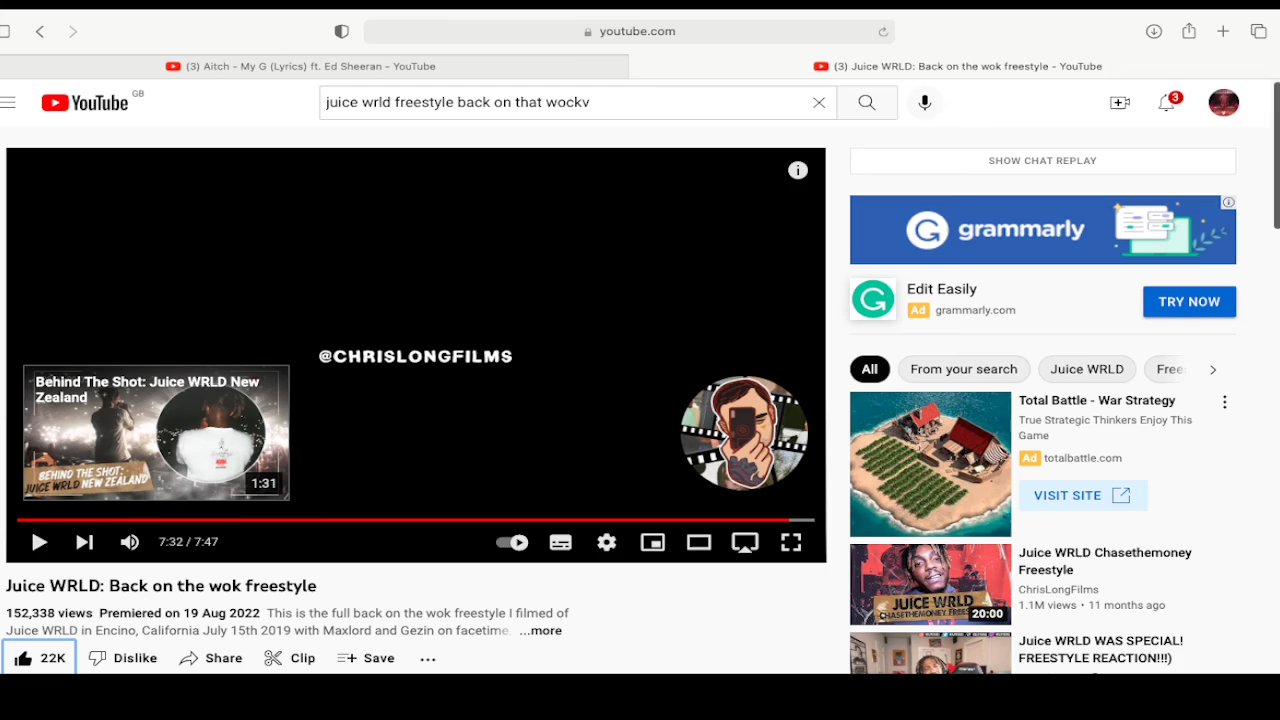 youtube.com
(3) Aitch - My G (Lyrics) ft. Ed Sheeran - YouTube
(3) Juice WRLD: Back on the wok freestyle - YouTube
YouTube GB
juice wrld freestyle back on that wockv
3
SHOW CHAT REPLAY
grammarly
Edit Easily
Ad grammarly.com
TRY NOW
@CHRISLONGFILMS
Behind The Shot: Juice WRLD New
Zealand
BEHIND THE SHOT:
JUICE WRLD NEW ZEALAND
1:31
7:32 / 7:47
Juice WRLD: Back on the wok freestyle
152,338 views Premiered on 19 Aug 2022 This is the full back on the wok freestyle I filmed of
Juice WRLD in Encino, California July 15th 2019 with Maxlord and Gezin on facetime. ...more
22K Dislike Share Clip Save
All From your search Juice WRLD Free
Total Battle - War Strategy
True Strategic Thinkers Enjoy This
Game
Ad totalbattle.com
VISIT SITE
JUICE WRLD
CHASETHEMONEY FREES
20:00
Juice WRLD Chasethemoney
Freestyle
ChrisLongFilms
1.1M views • 11 months ago
Juice WRLD WAS SPECIAL!
FREESTYLE REACTION!!!)